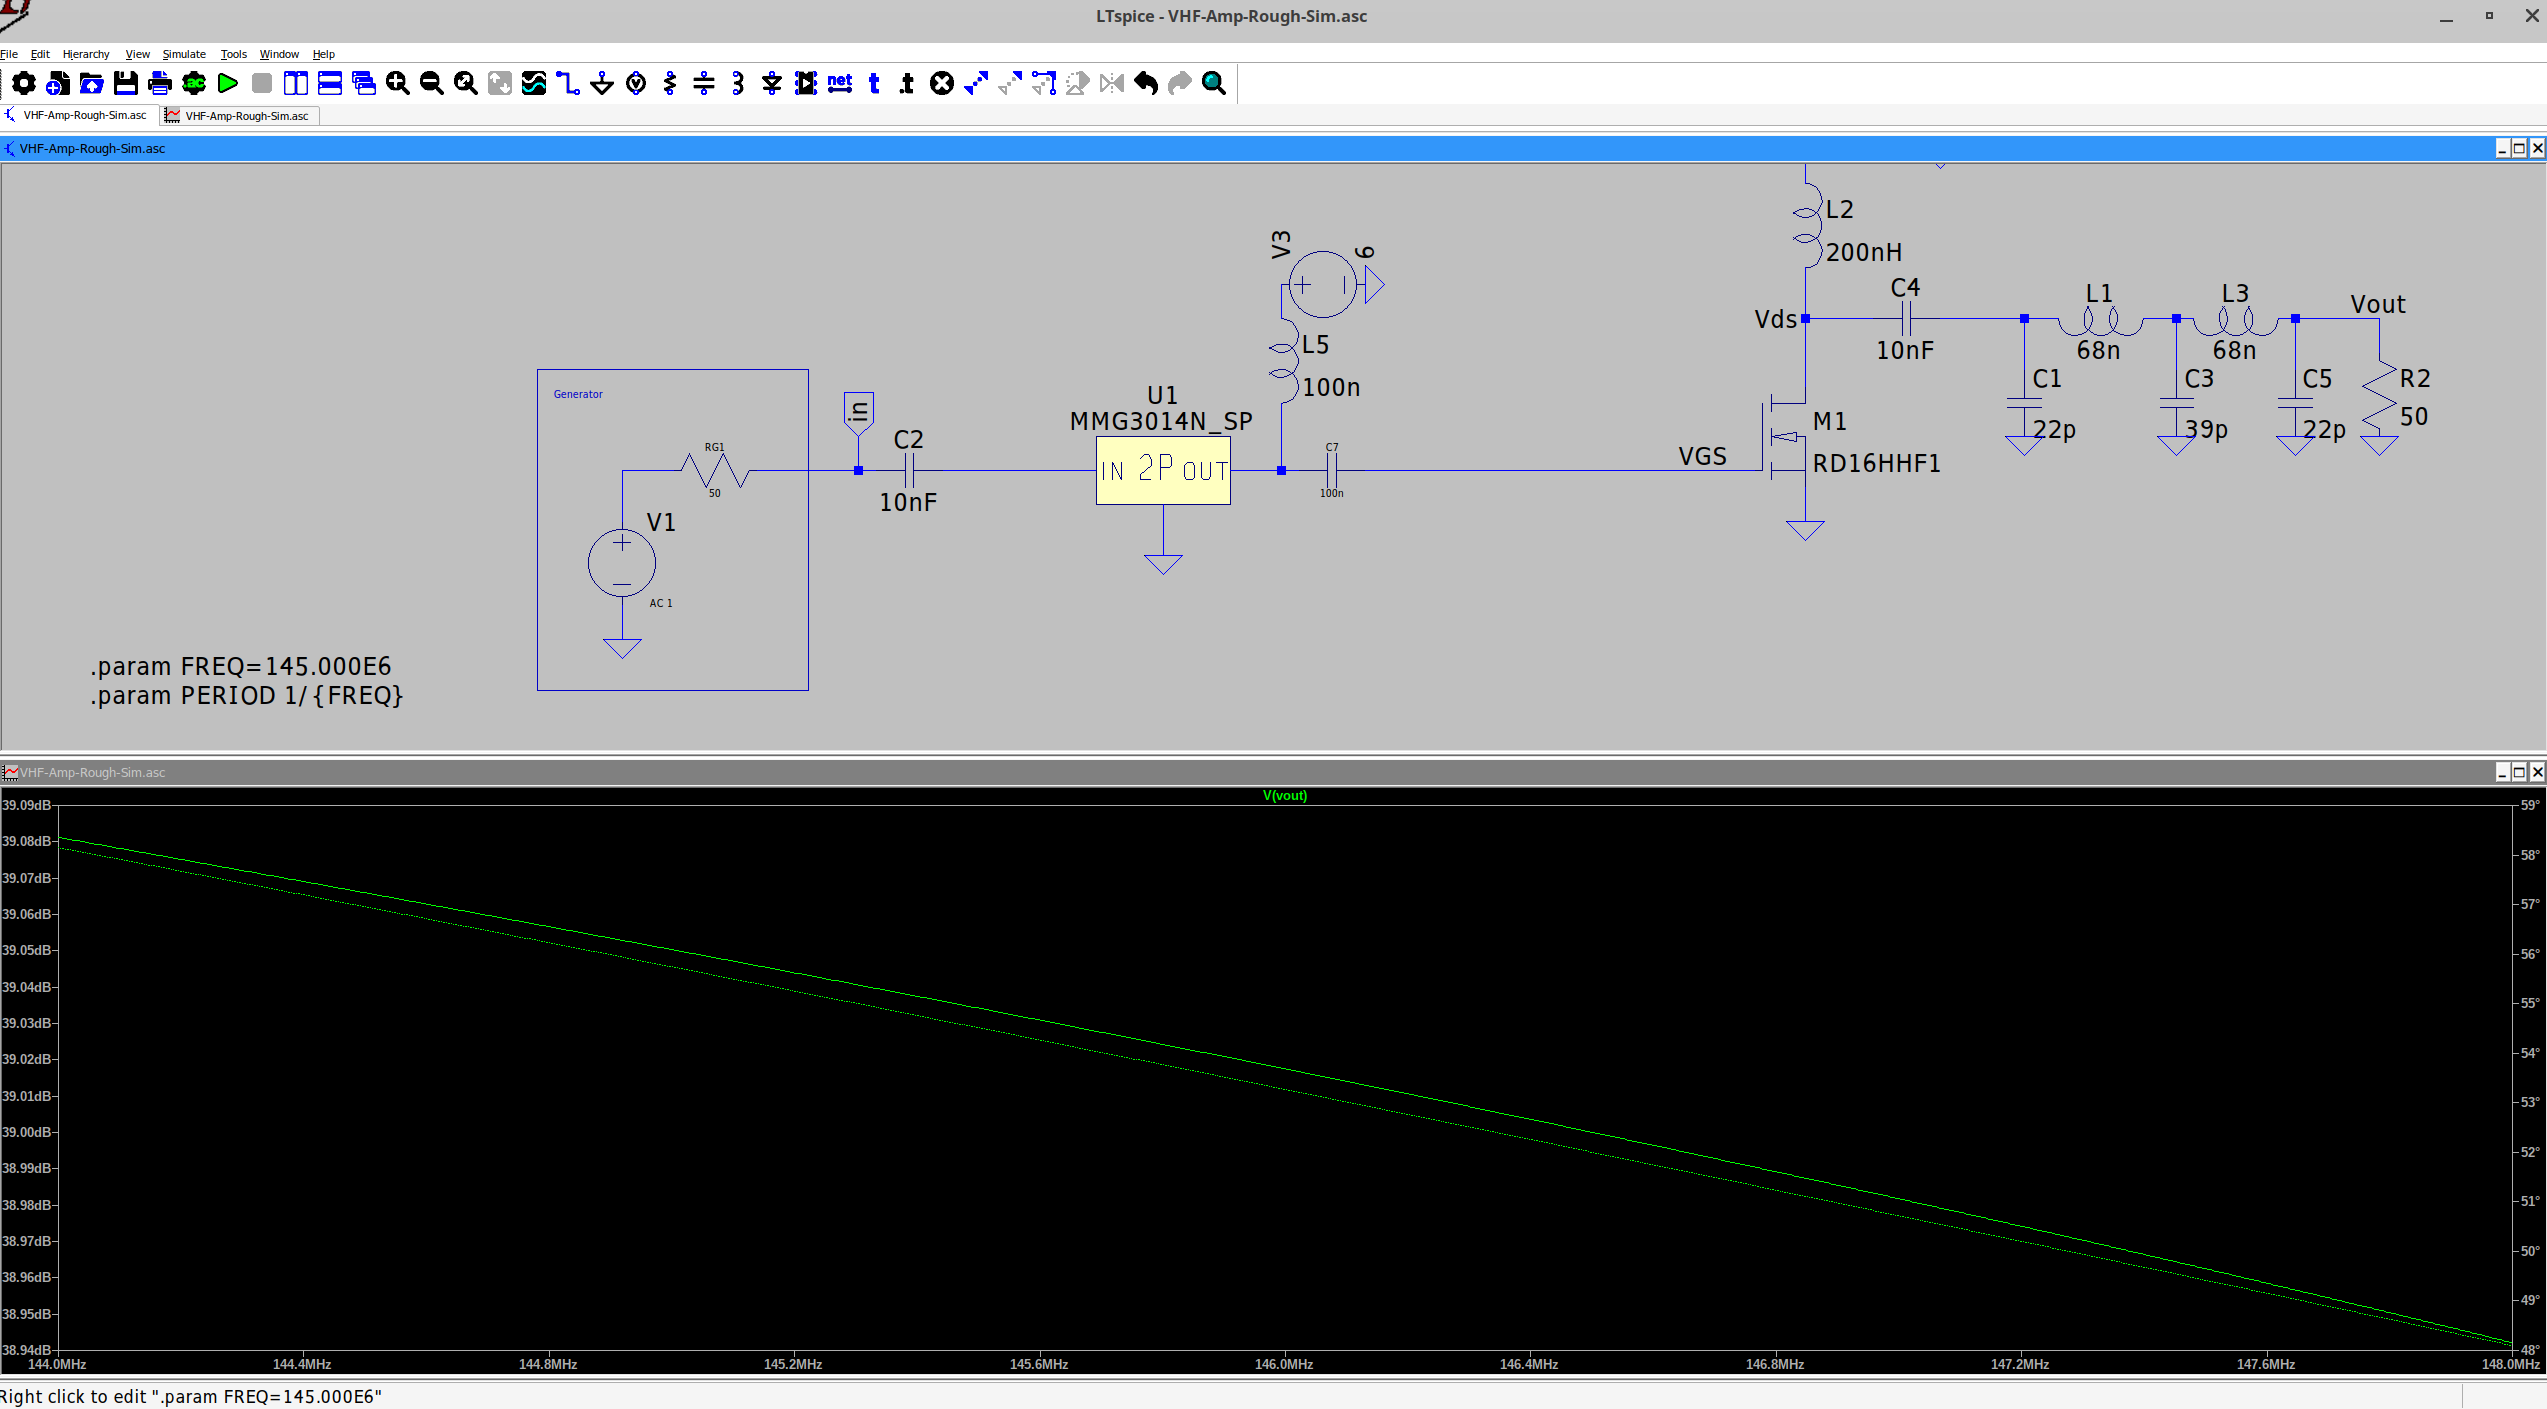 LTspice - VHF-Amp-Rough-Sim.asc
File Edit Hierarchy View Simulate Tools Window Help
VHF-Amp-Rough-Sim.asc
VHF-Amp-Rough-Sim.asc
VHF-Amp-Rough-Sim.asc
L2
200nH
V3
6
L5
100n
Generator
RG1
50
V1
AC 1
in
C2
10nF
U1
MMG3014N_SP
IN 2P OUT
C7
100n
VGS
Vds
M1
RD16HHF1
C4
10nF
L1
68n
L3
68n
Vout
C1
22p
C3
39p
C5
22p
R2
50
.param FREQ=145.000E6
.param PERIOD 1/{FREQ}
VHF-Amp-Rough-Sim.asc
V(vout)
39.09dB
39.08dB
39.07dB
39.06dB
39.05dB
39.04dB
39.03dB
39.02dB
39.01dB
39.00dB
38.99dB
38.98dB
38.97dB
38.96dB
38.95dB
38.94dB
59°
58°
57°
56°
55°
54°
53°
52°
51°
50°
49°
48°
144.0MHz 144.4MHz 144.8MHz 145.2MHz 145.6MHz 146.0MHz 146.4MHz 146.8MHz 147.2MHz 147.6MHz 148.0MHz
Right click to edit ".param FREQ=145.000E6"